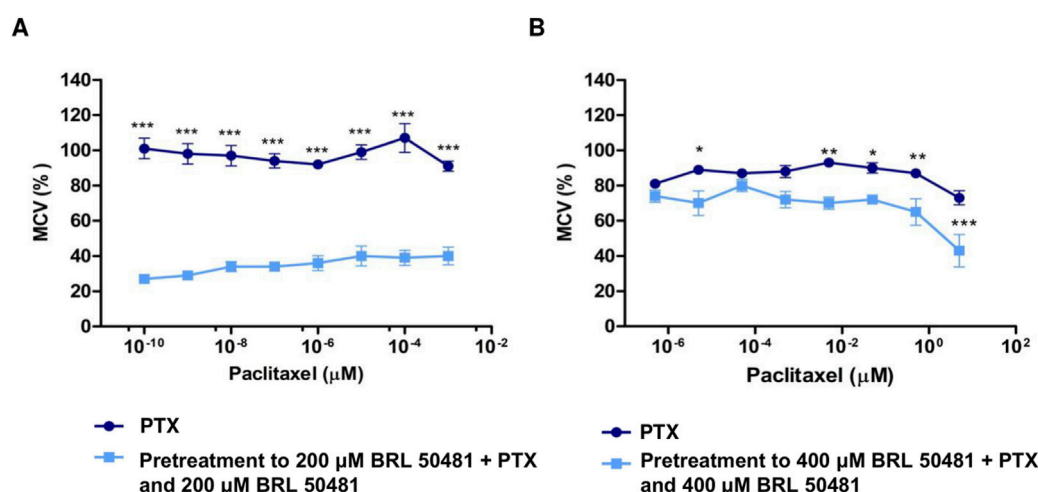 A
B
140
120
100
80
60
40
20
0
MCV (%)
*** *** *** *** *** *** *** ***
10-10 10-8 10-6 10-4 10-2
Paclitaxel (μM)
140
120
100
80
60
40
20
0
MCV (%)
* ** * ** ***
10-6 10-4 10-2 100 102
Paclitaxel (μM)
PTX
Pretreatment to 200 μM BRL 50481 + PTX
and 200 μM BRL 50481
PTX
Pretreatment to 400 μM BRL 50481 + PTX
and 400 μM BRL 50481